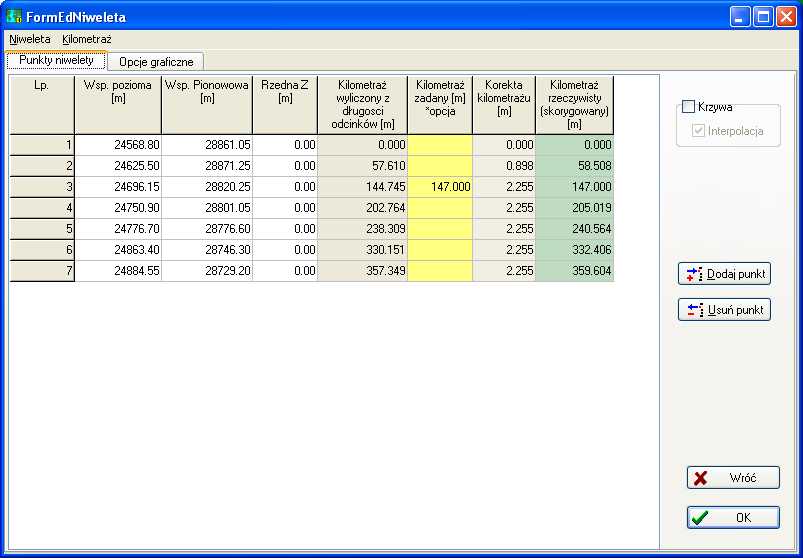 FormEdNiweleta
Niweleta Kilometraż
Punkty niwelety Opcje graficzne
Lp. Wsp. pozioma [m] Wsp. Pionowowa [m] Rzedna Z [m] Kilometraż wyliczony z długosci odcinków [m] Kilometraż zadany [m] *opcja Korekta kilometrażu [m] Kilometraż rzeczywisty (skorygowany) [m]
1 24568.80 28861.05 0.00 0.000 0.000 0.000
2 24625.50 28871.25 0.00 57.610 0.898 58.508
3 24696.15 28820.25 0.00 144.745 147.000 2.255 147.000
4 24750.90 28801.05 0.00 202.764 2.255 205.019
5 24776.70 28776.60 0.00 238.309 2.255 240.564
6 24863.40 28746.30 0.00 330.151 2.255 332.406
7 24884.55 28729.20 0.00 357.349 2.255 359.604
Krzywa
Interpolacja
Dodaj punkt
Usuń punkt
Wróć
OK